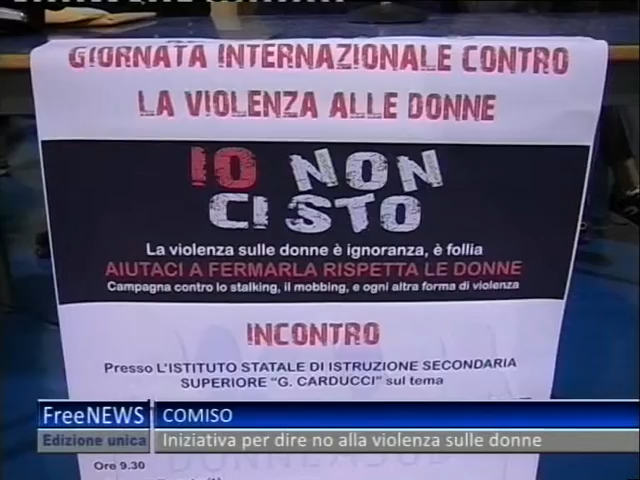 GIORNATA INTERNAZIONALE CONTRO
LA VIOLENZA ALLE DONNE
IO NON
CI STO
La violenza sulle donne è ignoranza, è follia
AIUTACI A FERMARLA RISPETTA LE DONNE
Campagna contro lo stalking, il mobbing, e ogni altra forma di violenza
INCONTRO
Presso L'ISTITUTO STATALE DI ISTRUZIONE SECONDARIA
SUPERIORE "G. CARDUCCI" sul tema
FreeNEWS COMISO
Edizione unica Iniziativa per dire no alla violenza sulle donne
Ore 9.30